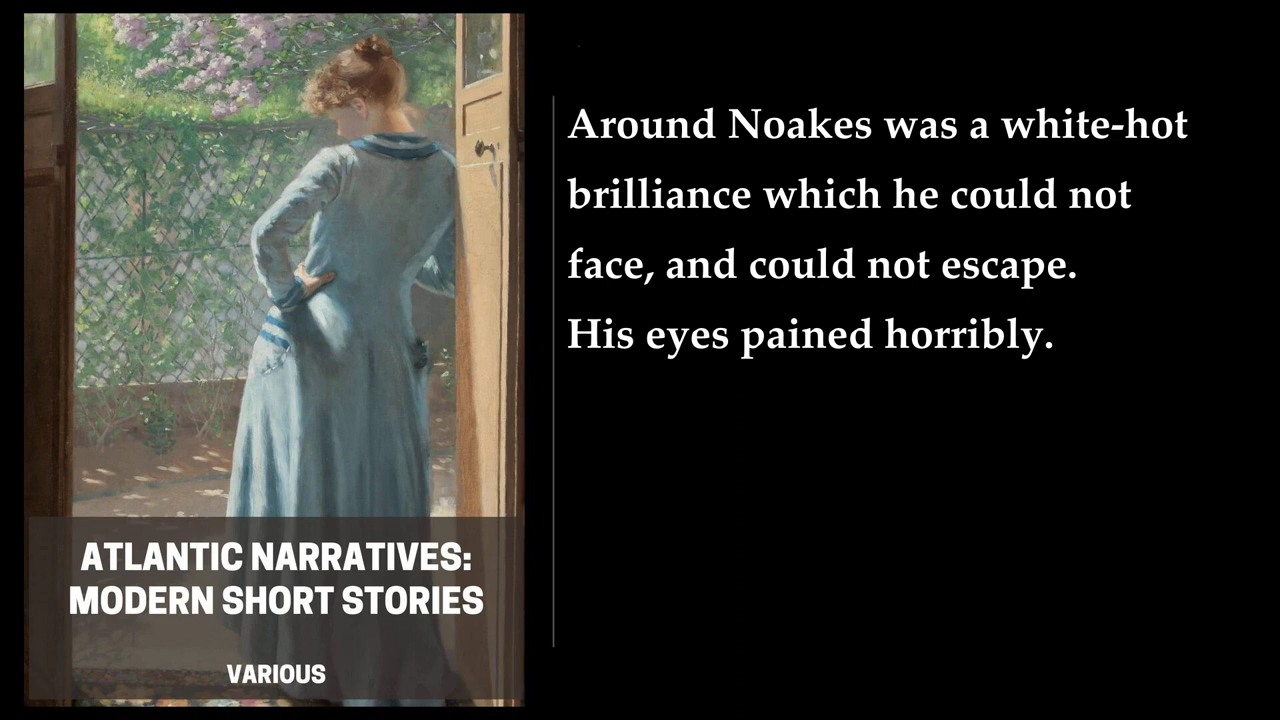 Around Noakes was a white-hot
brilliance which he could not
face, and could not escape.
His eyes pained horribly.
ATLANTIC NARRATIVES:
MODERN SHORT STORIES
VARIOUS